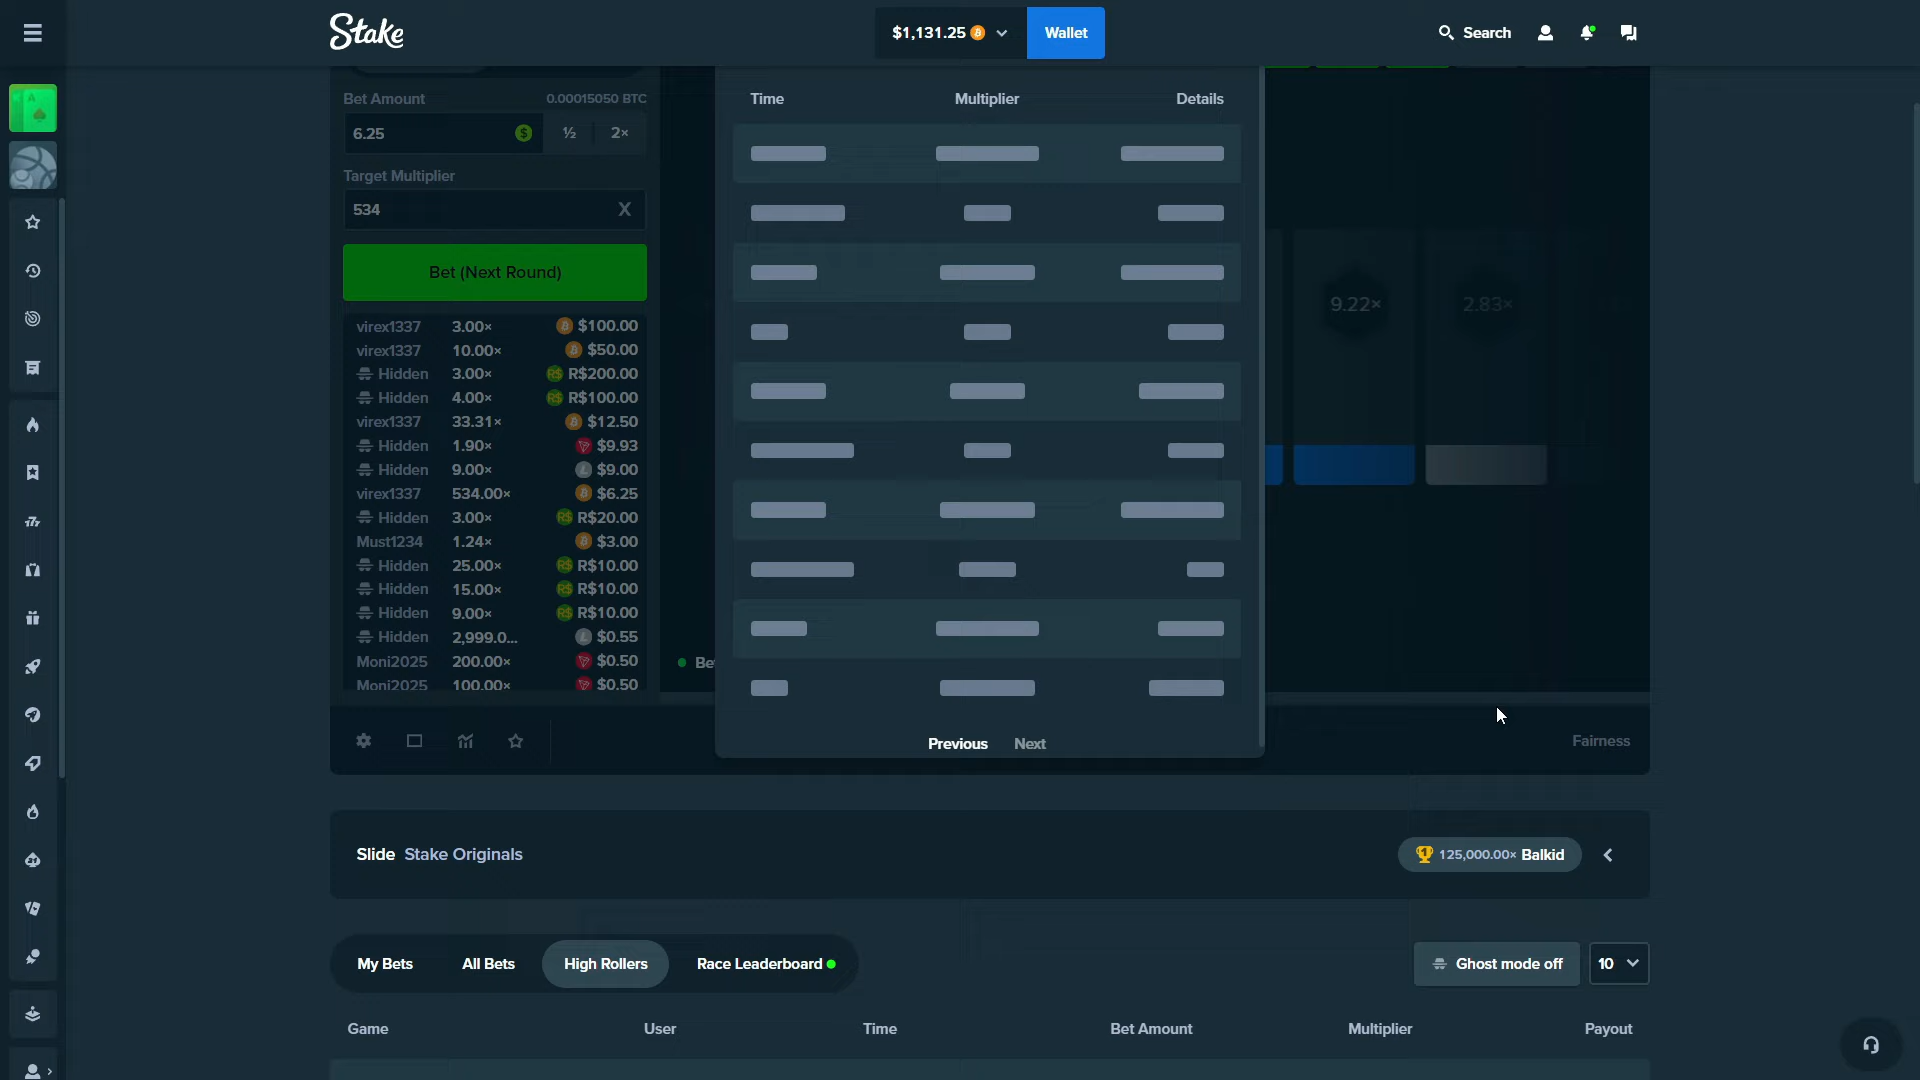 Stake
$1,131.25
Wallet
Search
Bet Amount
0.00015050 BTC
6.25
½
2×
Target Multiplier
534
X
Bet (Next Round)
virex1337 3.00× $100.00
virex1337 10.00× $50.00
Hidden 3.00× R$ R$200.00
Hidden 4.00× R$ R$100.00
virex1337 33.31× $12.50
Hidden 1.90× $9.93
Hidden 9.00× $9.00
virex1337 534.00× $6.25
Hidden 3.00× R$ R$20.00
Must1234 1.24× $3.00
Hidden 25.00× R$ R$10.00
Hidden 15.00× R$ R$10.00
Hidden 9.00× R$ R$10.00
Hidden 2,999.0... $0.55
Moni2025 200.00× $0.50
Moni2025 100.00× $0.50
Time Multiplier Details
Previous Next
9.22×
2.83×
Fairness
Slide Stake Originals
125,000.00× Balkid
My Bets All Bets High Rollers Race Leaderboard
Ghost mode off
10
Game User Time Bet Amount Multiplier Payout